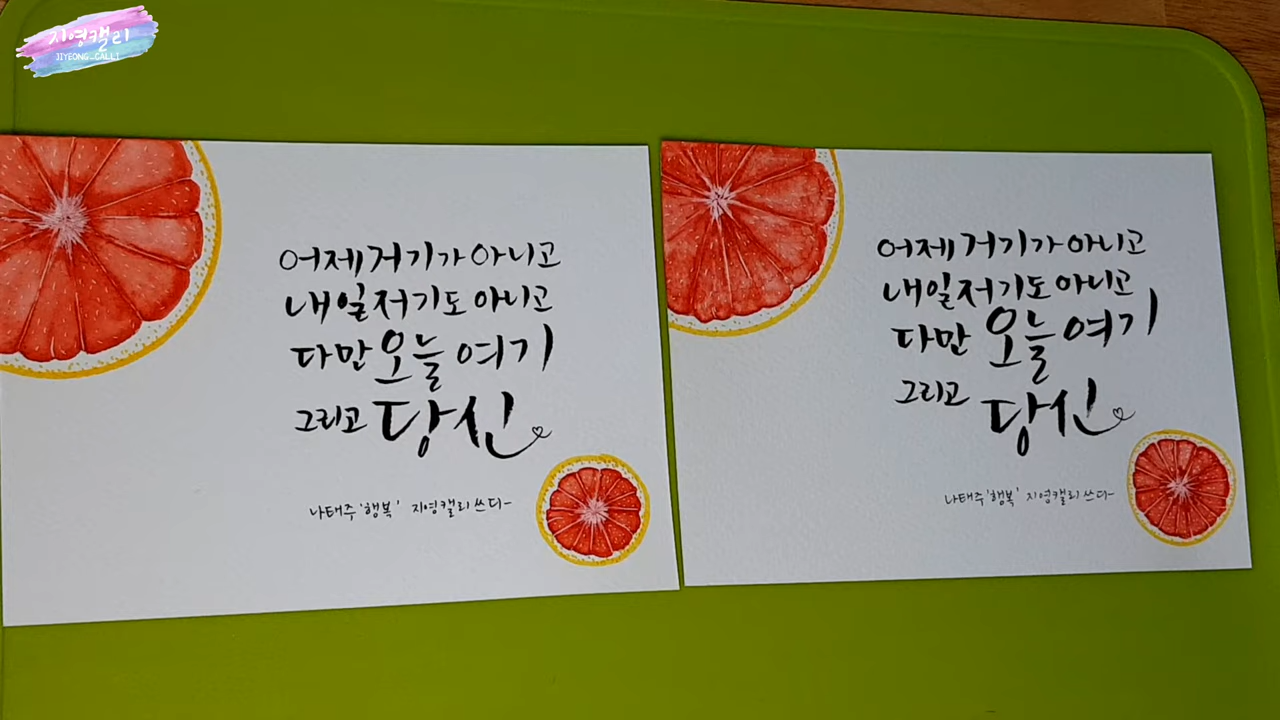 지영캘리
JIYEONG_CALLI
어제 거기가 아니고
내일 저기도 아니고
다만 오늘 여기
그리고 당신
나태주 '행복' 지영캘리 쓰다-
어제 거기가 아니고
내일 저기도 아니고
다만 오늘 여기
그리고 당신
나태주 '행복' 지영캘리 쓰다-